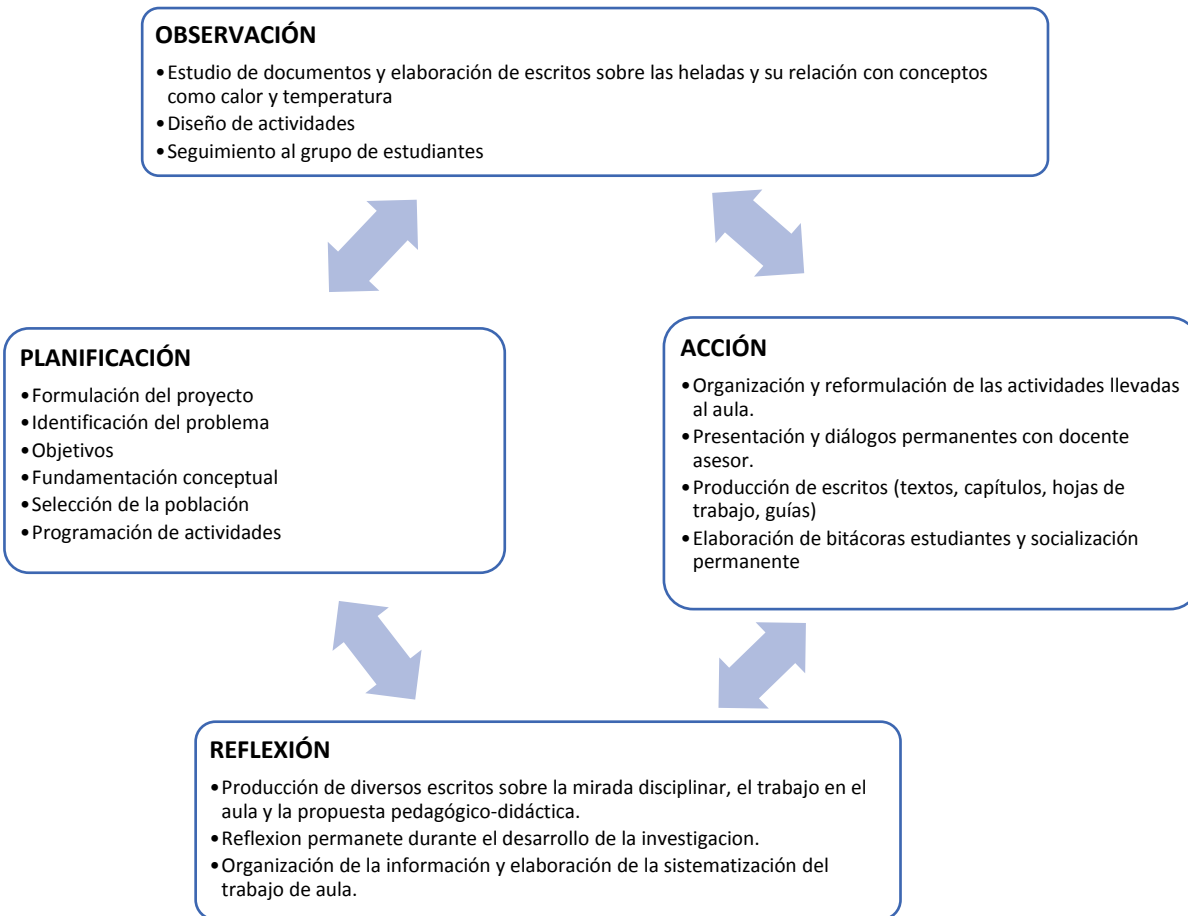 OBSERVACIÓN
•Estudio de documentos y elaboración de escritos sobre las heladas y su relación con conceptos
como calor y temperatura
•Diseño de actividades
•Seguimiento al grupo de estudiantes
PLANIFICACIÓN
•Formulación del proyecto
•Identificación del problema
•Objetivos
•Fundamentación conceptual
•Selección de la población
•Programación de actividades
ACCIÓN
•Organización y reformulación de las actividades llevadas
al aula.
•Presentación y diálogos permanentes con docente
asesor.
•Producción de escritos (textos, capítulos, hojas de
trabajo, guías)
•Elaboración de bitácoras estudiantes y socialización
permanente
REFLEXIÓN
•Producción de diversos escritos sobre la mirada disciplinar, el trabajo en el
aula y la propuesta pedagógico-didáctica.
•Reflexion permanete durante el desarrollo de la investigacion.
•Organización de la información y elaboración de la sistematización del
trabajo de aula.